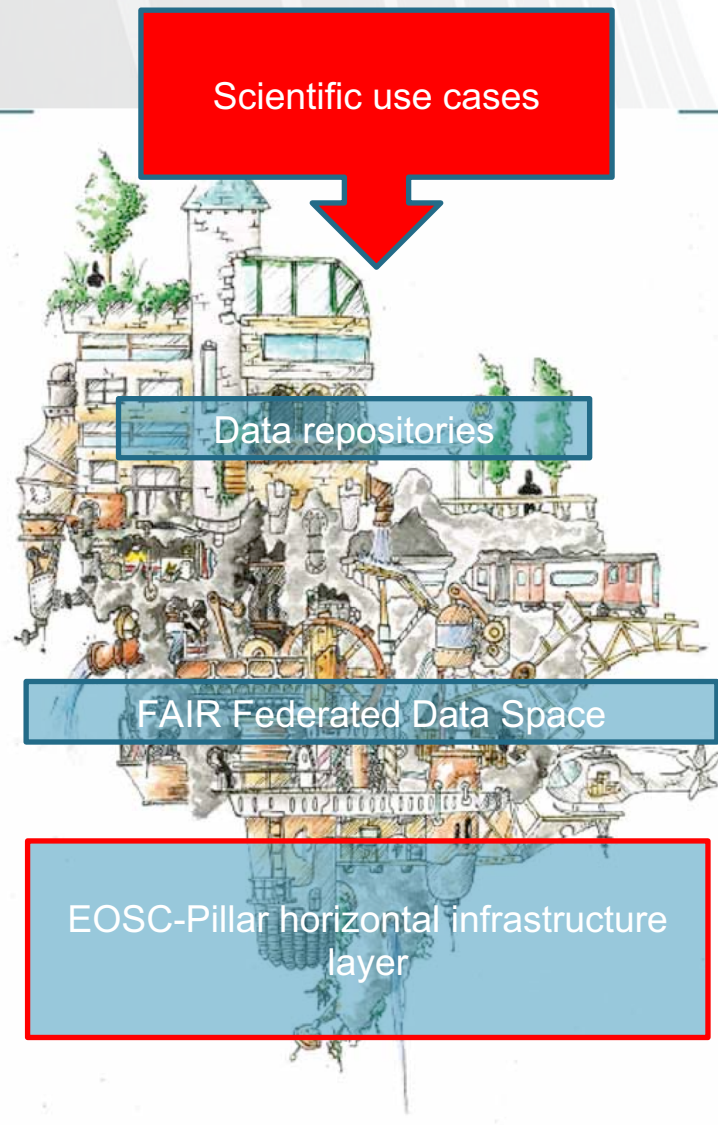 Scientific use cases
Data repositories
FAIR Federated Data Space
EOSC-Pillar horizontal infrastructure
layer